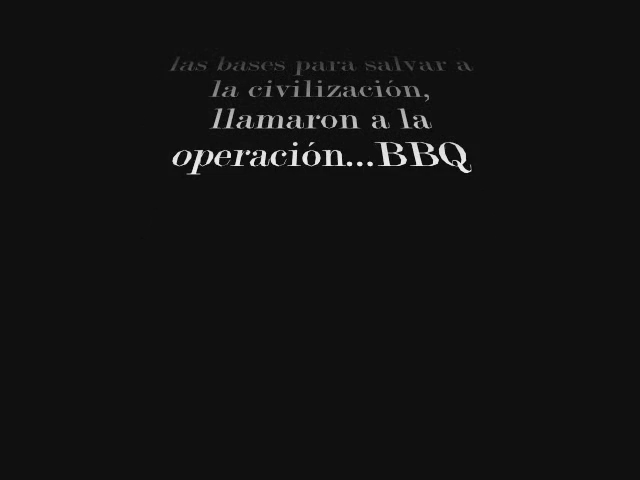 las bases para salvar a
la civilización,
llamaron a la
operación...BBQ